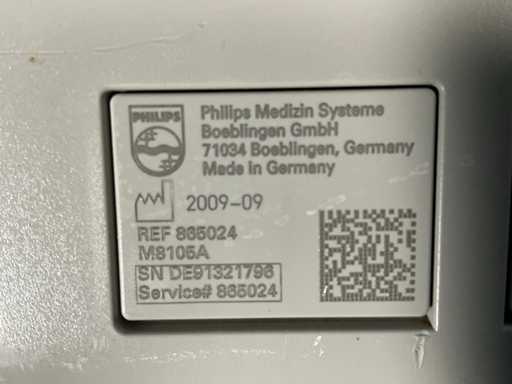 PHILIPS
Philips Medizin Systeme
Boeblingen GmbH
71034 Boeblingen, Germany
Made in Germany
2009-09
REF 865024
M8105A
SN DE91321796
Service# 865024